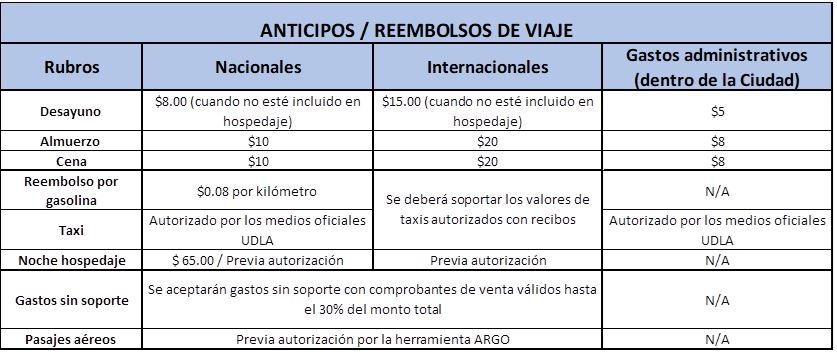 ANTICIPOS / REEMBOLSOS DE VIAJE
Rubros
Nacionales
Internacionales
Gastos administrativos
(dentro de la Ciudad)
Desayuno
$8.00 (cuando no esté incluido en
hospedaje)
$15.00 (cuando no esté incluido en
hospedaje)
$5
Almuerzo
$10
$20
$8
Cena
$10
$20
$8
Reembolso por
gasolina
$0.08 por kilómetro
Se deberá soportar los valores de
taxis autorizados con recibos
N/A
Taxi
Autorizado por los medios oficiales
UDLA
Autorizado por los medios oficiales
UDLA
Noche hospedaje
$ 65.00 / Previa autorización
Previa autorización
N/A
Gastos sin soporte
Se aceptarán gastos sin soporte con comprobantes de venta válidos hasta
el 30% del monto total
N/A
Pasajes aéreos
Previa autorización por la herramienta ARGO
N/A